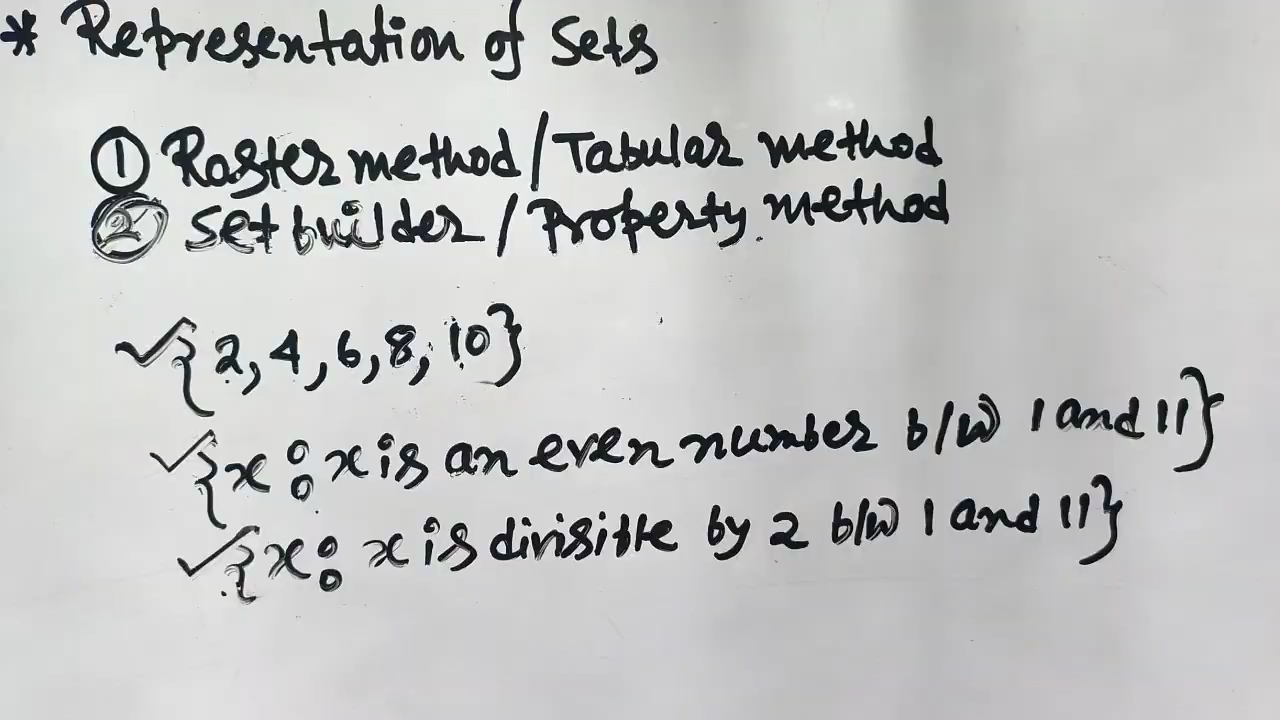 * Representation of Sets
① Roster method / Tabular method
② Set builder / Property method
✓{2, 4, 6, 8, 10}
✓{x : x is an even number b/w 1 and 11}
✓{x : x is divisible by 2 b/w 1 and 11}